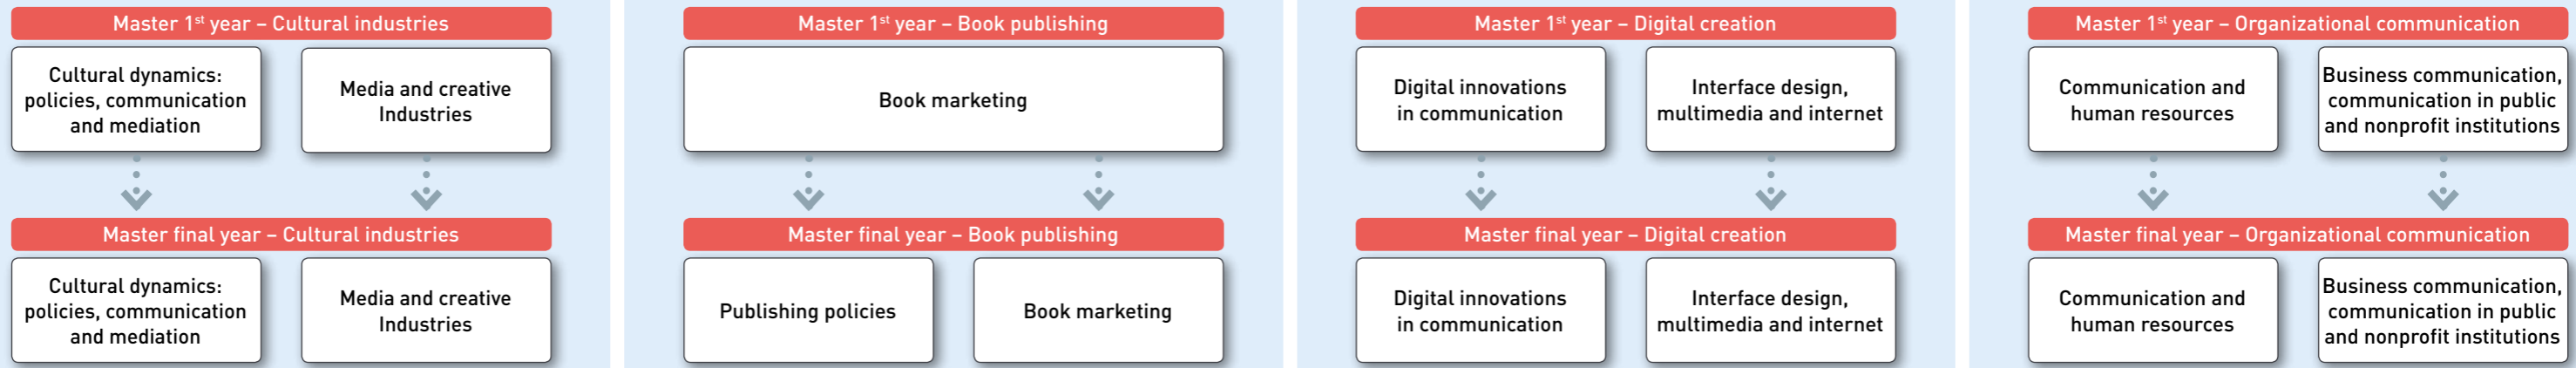 Master 1st year – Cultural industries
Cultural dynamics:
policies, communication
and mediation
Media and creative
Industries
Master final year – Cultural industries
Cultural dynamics:
policies, communication
and mediation
Media and creative
Industries
Master 1st year – Book publishing
Book marketing
Master final year – Book publishing
Publishing policies
Book marketing
Master 1st year – Digital creation
Digital innovations
in communication
Interface design,
multimedia and internet
Master final year – Digital creation
Digital innovations
in communication
Interface design,
multimedia and internet
Master 1st year – Organizational communication
Communication and
human resources
Business communication,
communication in public
and nonprofit institutions
Master final year – Organizational communication
Communication and
human resources
Business communication,
communication in public
and nonprofit institutions